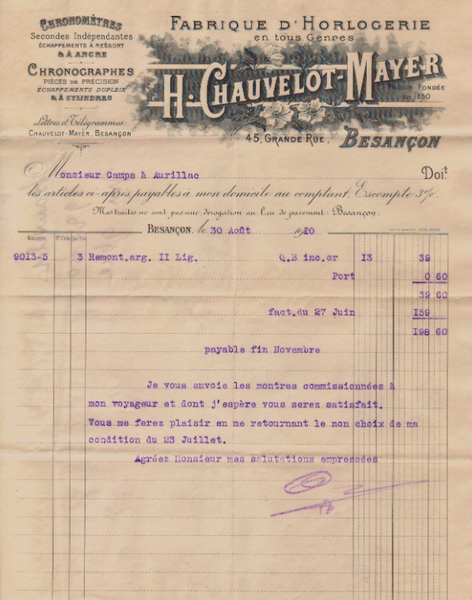 CHRONOMÈTRES
Secondes Indépendantes
ÉCHAPPEMENTS À RESSORT
& À ANCRE
CHRONOGRAPHES
PIÈCES DE PRÉCISION
ÉCHAPPEMENTS DUPLEIX
& À CYLINDRES
Lettres et Télégrammes:
CHAUVELOT-MAYER, BESANÇON
FABRIQUE D'HORLOGERIE
en tous Genres
H. CHAUVELOT-MAYER
MAISON FONDÉE
EN 1850
45, GRANDE RUE, BESANÇON
Monsieur Camps à Aurillac Doit
les articles ci-après payables à mon domicile au comptant. Escompte 3%.
Mes traites ne sont pas une dérogation au lieu de paiement: Besançon.
BESANÇON, le 30 Août 1910
9013-5 3 Remont.arg. II Lig. Q.B inc.or 13 39
Port 0 60
39 60
fact.du 27 Juin 159
198 60
payable fin Novembre
Je vous envoie les montres commissionnées à
mon voyageur et dont j'espère vous serez satisfait.
Vous me ferez plaisir en me retournant le non choix de ma
condition du 23 Juillet.
Agréez Monsieur mes salutations empressées